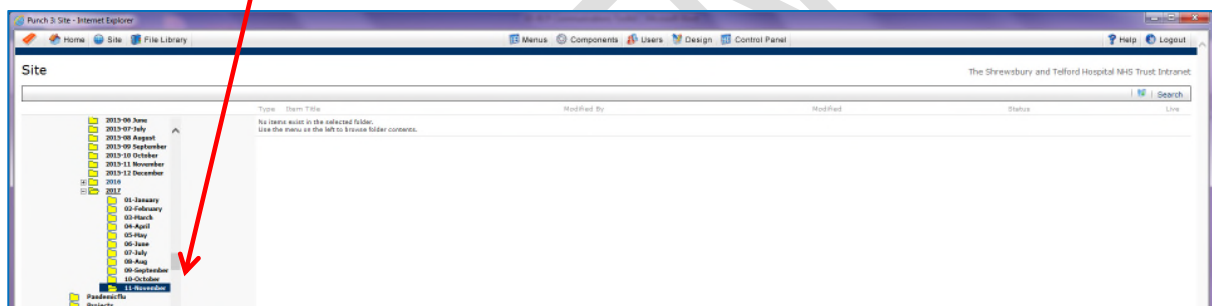 Punch 3: Site - Internet Explorer
Home Site File Library Menus Components Users Design Control Panel Help Logout
Site
The Shrewsbury and Telford Hospital NHS Trust Intranet
Search
Type Item Title Modified By Modified Status Live
No items exist in the selected folder.
Use the menu on the left to browse folder contents.
2015-06 June
2015-07-July
2015-08 August
2015-09 September
2015-10 October
2015-11 November
2015-12 December
2016
2017
01-January
02-February
03-March
04-April
05-May
06-June
07-July
08-Aug
09-September
10-October
11-November
Pandemicflu
Projects